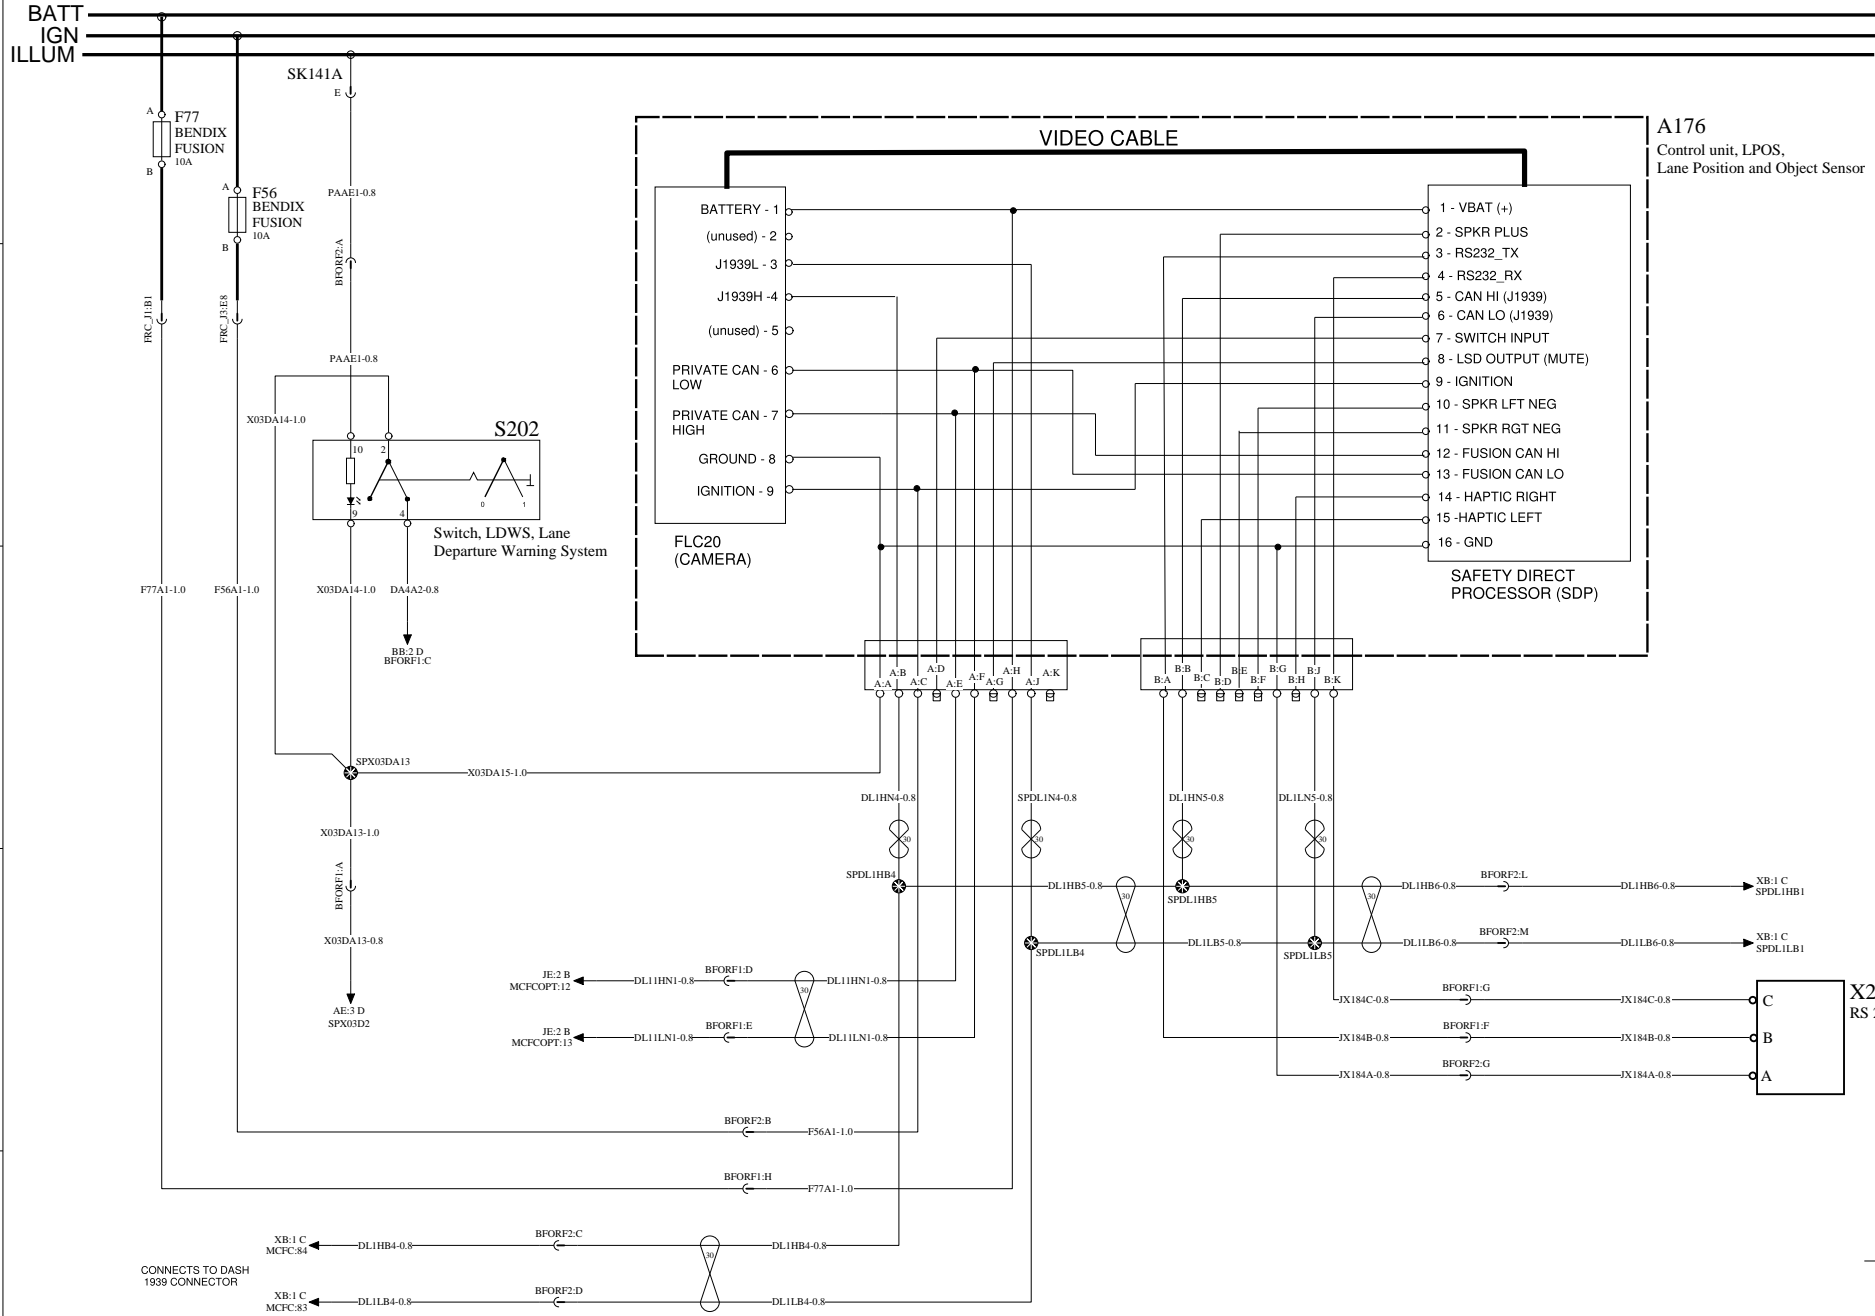 BATT
IGN
ILLUM
SK141A
E
A
F77
BENDIX
FUSION
10A
B
A
F56
BENDIX
FUSION
10A
B
PAAE1-0.8
BFORF2:A
FRC_J1:B1
FRC_J3:E8
PAAE1-0.8
X03DA14-1.0
S202
10
2
0
1
9
4
Switch, LDWS, Lane
Departure Warning System
F77A1-1.0
F56A1-1.0
X03DA14-1.0
DA4A2-0.8
BB:2 D
BFORF1:C
VIDEO CABLE
A176
Control unit, LPOS,
Lane Position and Object Sensor
BATTERY - 1
(unused) - 2
J1939L - 3
J1939H -4
(unused) - 5
PRIVATE CAN - 6
LOW
PRIVATE CAN - 7
HIGH
GROUND - 8
IGNITION - 9
FLC20
(CAMERA)
1 - VBAT (+)
2 - SPKR PLUS
3 - RS232_TX
4 - RS232_RX
5 - CAN HI (J1939)
6 - CAN LO (J1939)
7 - SWITCH INPUT
8 - LSD OUTPUT (MUTE)
9 - IGNITION
10 - SPKR LFT NEG
11 - SPKR RGT NEG
12 - FUSION CAN HI
13 - FUSION CAN LO
14 - HAPTIC RIGHT
15 -HAPTIC LEFT
16 - GND
SAFETY DIRECT
PROCESSOR (SDP)
A:A
A:B
A:C
A:D
A:E
A:F
A:G
A:H
A:J
A:K
B:A
B:B
B:C
B:D
B:E
B:F
B:G
B:H
B:J
B:K
SPX03DA13
X03DA15-1.0
DL1HN4-0.8
SPDL1N4-0.8
DL1HN5-0.8
DL1LN5-0.8
30
30
30
30
X03DA13-1.0
BFORF1:A
X03DA13-0.8
AE:3 D
SPX03D2
SPDL1HB4
DL1HB5-0.8
30
SPDL1HB5
30
DL1HB6-0.8
BFORF2:L
DL1HB6-0.8
XB:1 C
SPDL1HB1
SPDL1LB4
DL1LB5-0.8
SPDL1LB5
DL1LB6-0.8
BFORF2:M
DL1LB6-0.8
XB:1 C
SPDL1LB1
JE:2 B
MCFCOPT:12
DL11HN1-0.8
BFORF1:D
30
DL11HN1-0.8
JE:2 B
MCFCOPT:13
DL11LN1-0.8
BFORF1:E
DL11LN1-0.8
JX184C-0.8
BFORF1:G
JX184C-0.8
C
X2
RS
JX184B-0.8
BFORF1:F
JX184B-0.8
B
JX184A-0.8
BFORF2:G
JX184A-0.8
A
BFORF2:B
F56A1-1.0
BFORF1:H
F77A1-1.0
XB:1 C
MCFC:84
DL1HB4-0.8
BFORF2:C
30
DL1HB4-0.8
CONNECTS TO DASH
1939 CONNECTOR
XB:1 C
MCFC:83
DL1LB4-0.8
BFORF2:D
DL1LB4-0.8